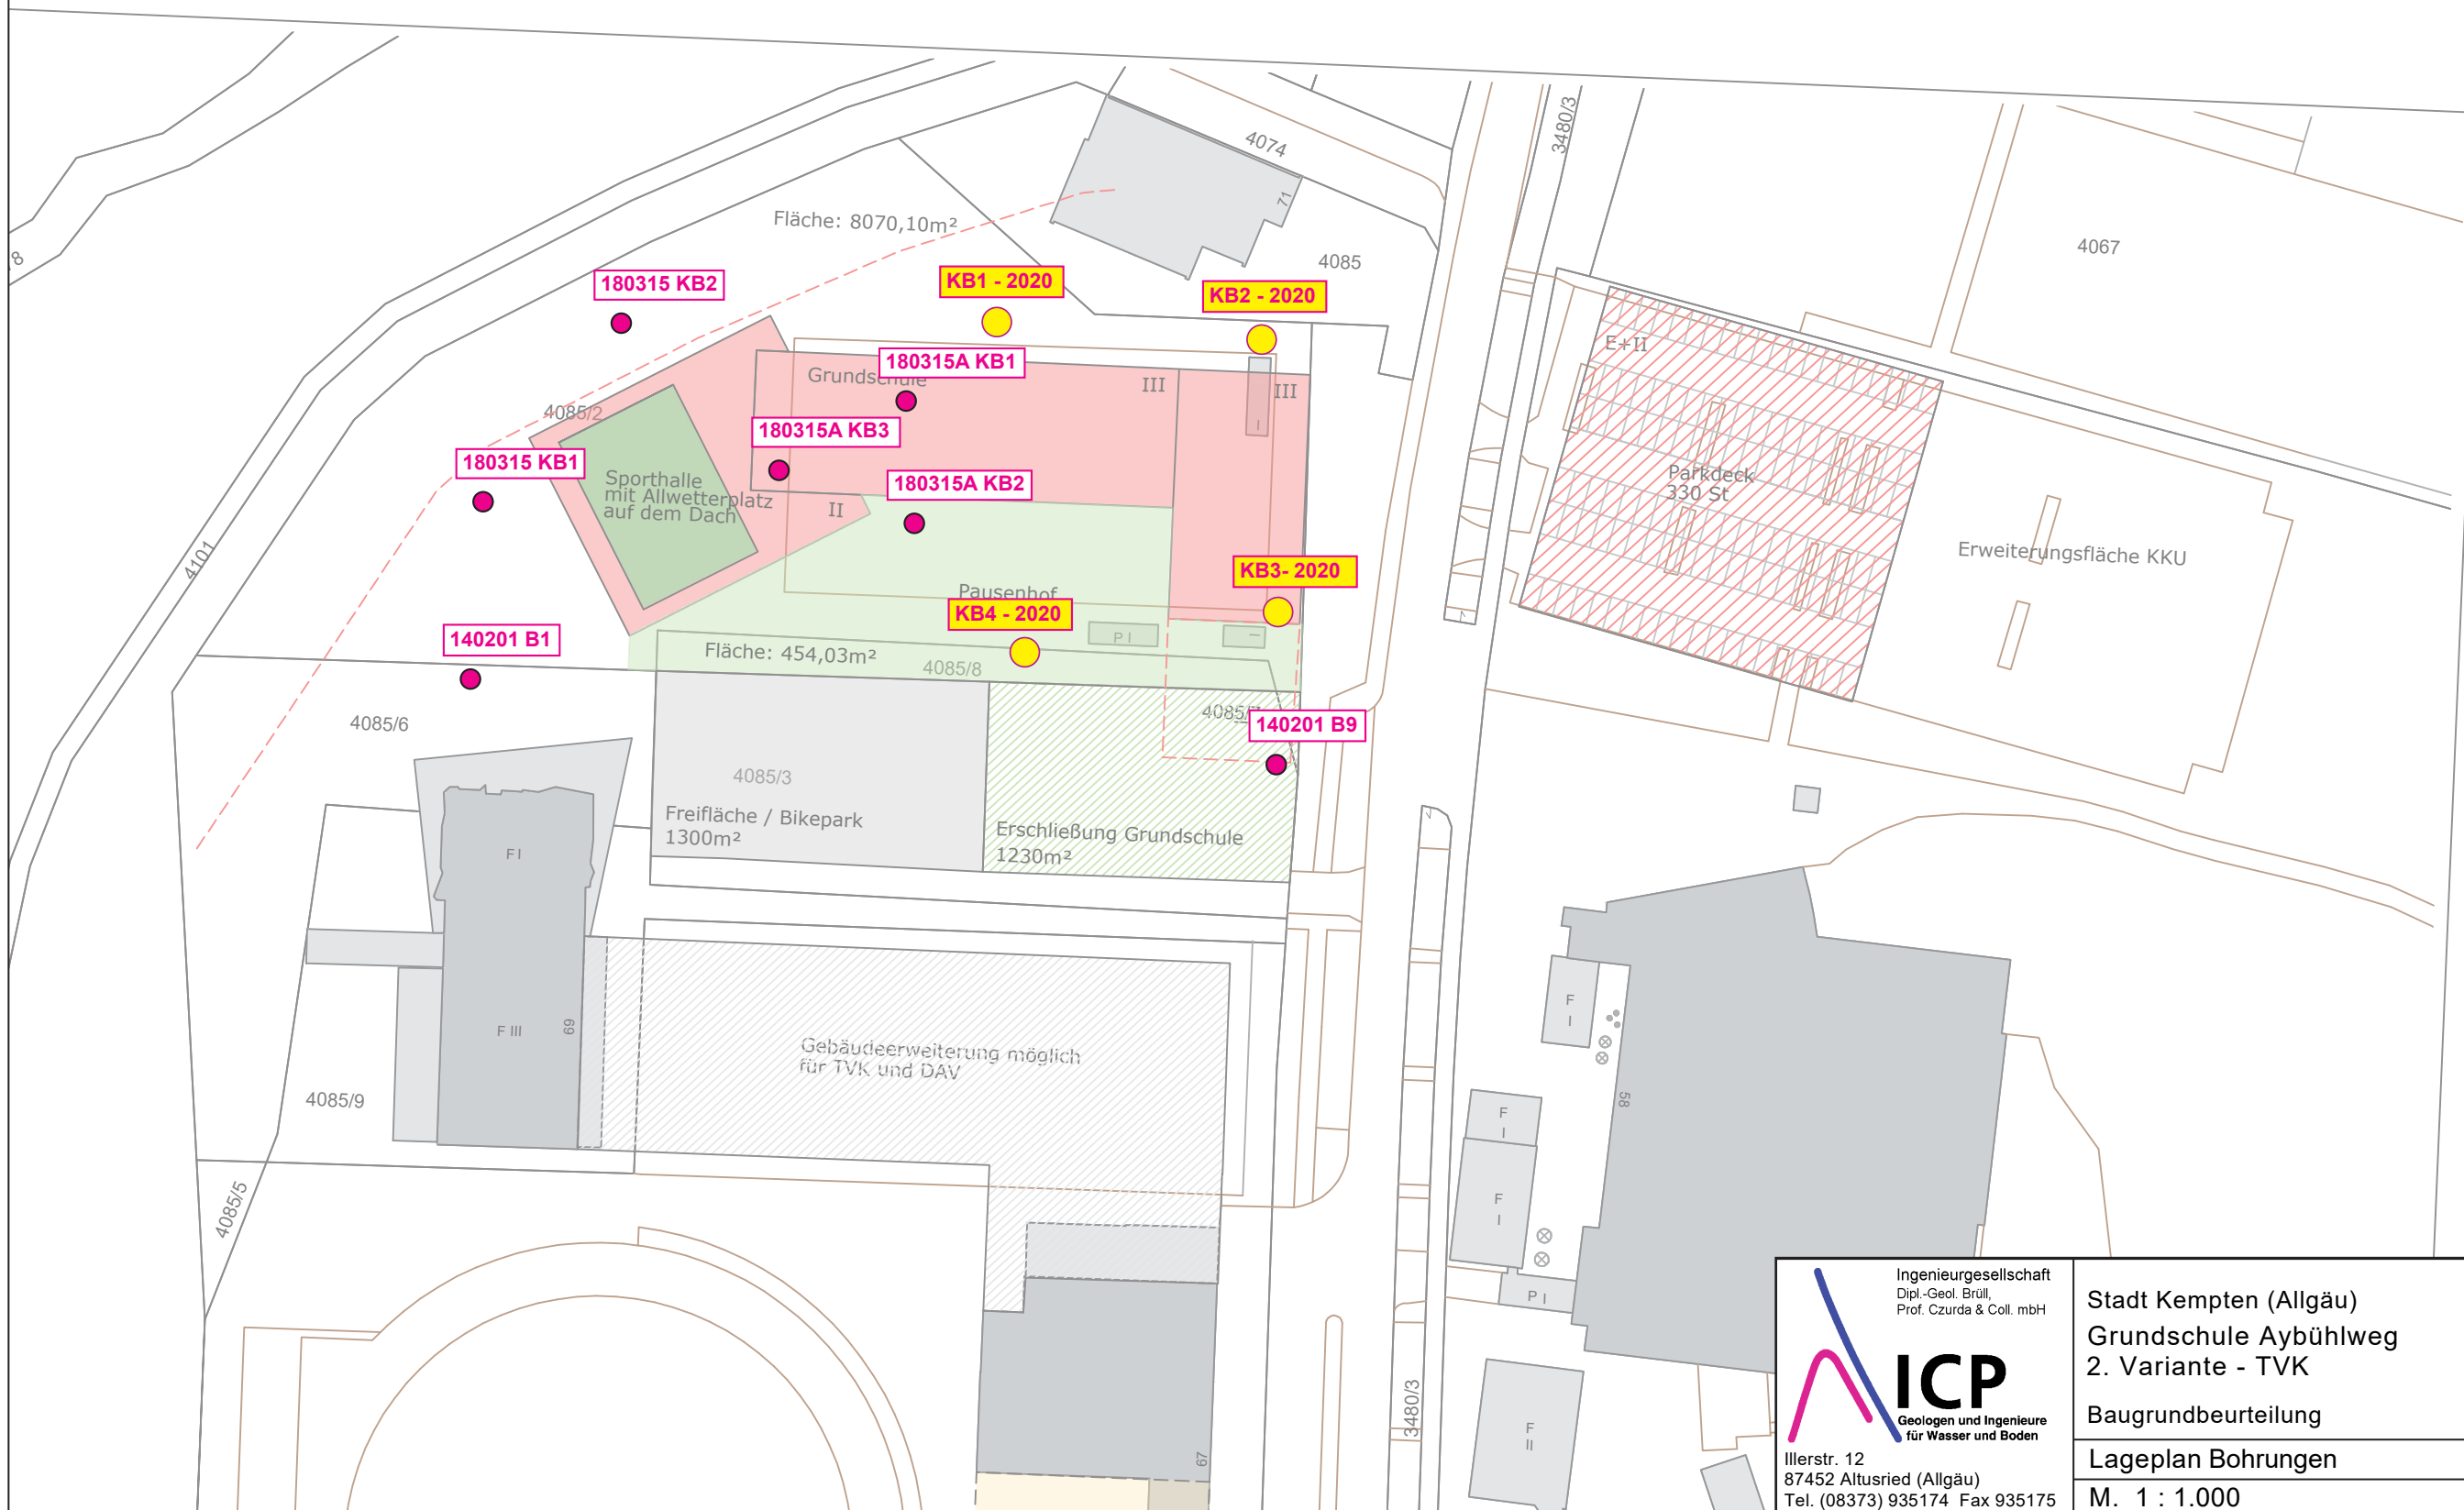 3480/3
4074
71
Fläche: 8070,10m²
4085
4067
8
180315 KB2
KB1 - 2020
KB2 - 2020
E+II
180315A KB1
Grundschule
III
III
I
4085/2
180315A KB3
180315 KB1
Sporthalle
mit Allwetterplatz
auf dem Dach
II
180315A KB2
Parkdeck
330 St
Erweiterungsfläche KKU
4101
KB3- 2020
Pausenhof
KB4 - 2020
P I
I
140201 B1
Fläche: 454,03m²
4085/8
4085/6
4085/
140201 B9
4085/3
Freifläche / Bikepark
1300m²
Erschließung Grundschule
1230m²
F I
F III
69
Gebäudeerweiterung möglich
für TVK und DAV
4085/9
4085/5
F
I
58
F
I
F
I
P I
F
II
3480/3
67
Ingenieurgesellschaft
Dipl.-Geol. Brüll,
Prof. Czurda & Coll. mbH
ICP
Geologen und Ingenieure
für Wasser und Boden
Illerstr. 12
87452 Altusried (Allgäu)
Tel. (08373) 935174 Fax 935175
Stadt Kempten (Allgäu)
Grundschule Aybühlweg
2. Variante - TVK
Baugrundbeurteilung
Lageplan Bohrungen
M. 1 : 1.000